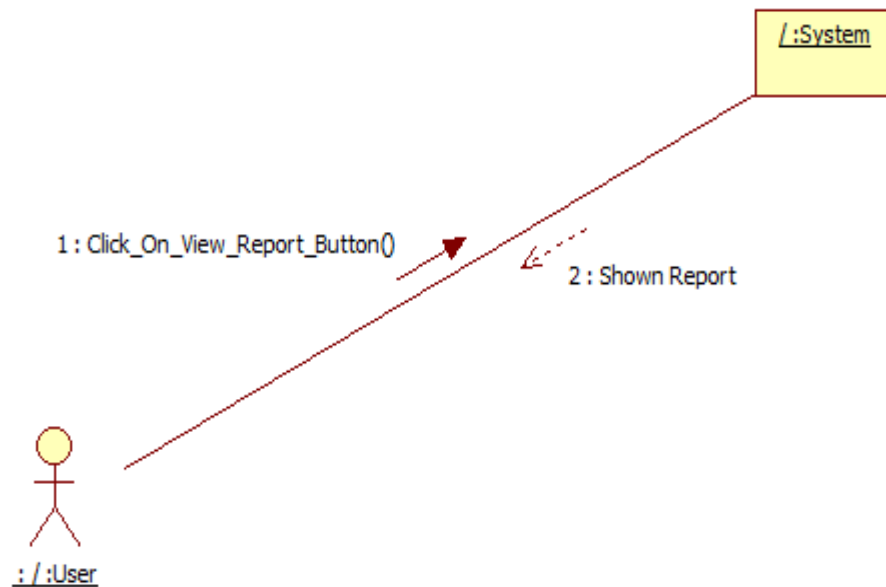 / :System
1 : Click_On_View_Report_Button()
2 : Shown Report
: / :User